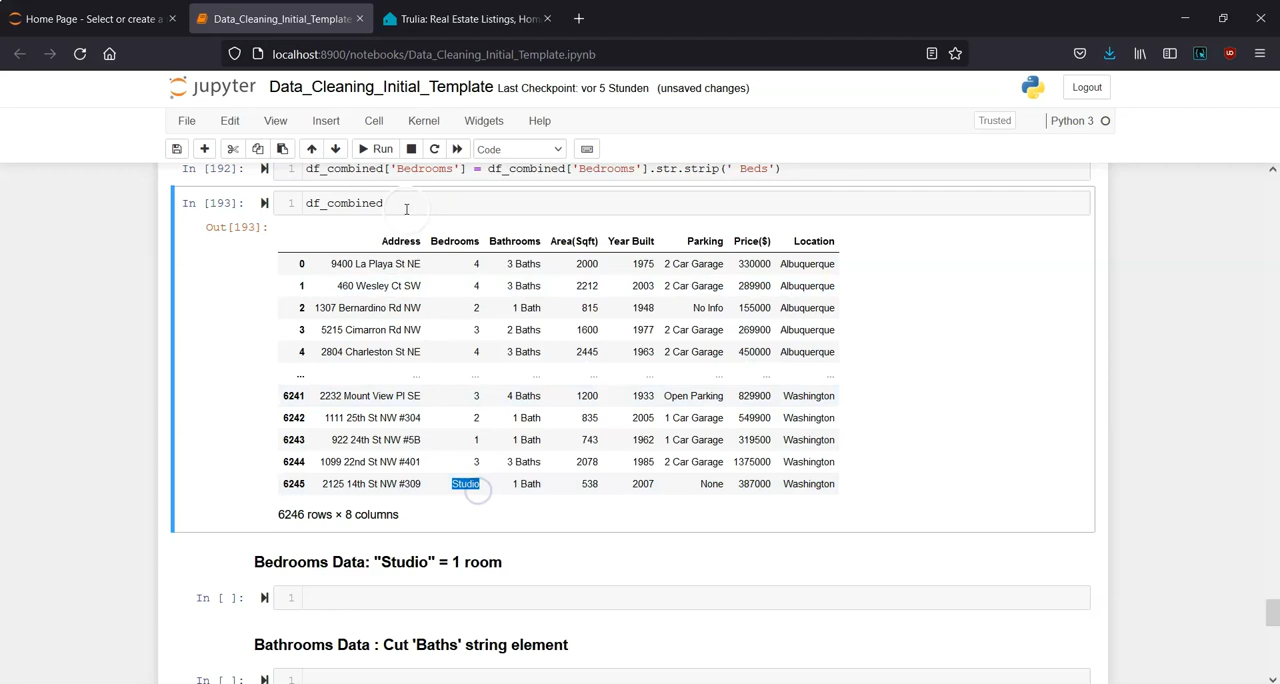 Home Page - Select or create a
Data_Cleaning_Initial_Template
Trulia: Real Estate Listings, Hom
localhost:8900/notebooks/Data_Cleaning_Initial_Template.ipynb
jupyter Data_Cleaning_Initial_Template Last Checkpoint: vor 5 Stunden (unsaved changes) Logout
File Edit View Insert Cell Kernel Widgets Help Trusted Python 3
Run Code
In [192]: 1 df_combined['Bedrooms'] = df_combined['Bedrooms'].str.strip(' Beds')
In [193]: 1 df_combined
Out[193]:
Address Bedrooms Bathrooms Area(Sqft) Year Built Parking Price($) Location
0 9400 La Playa St NE 4 3 Baths 2000 1975 2 Car Garage 330000 Albuquerque
1 460 Wesley Ct SW 4 3 Baths 2212 2003 2 Car Garage 289900 Albuquerque
2 1307 Bernardino Rd NW 2 1 Bath 815 1948 No Info 155000 Albuquerque
3 5215 Cimarron Rd NW 3 2 Baths 1600 1977 2 Car Garage 269900 Albuquerque
4 2804 Charleston St NE 4 3 Baths 2445 1963 2 Car Garage 450000 Albuquerque
... ... ... ... ... ... ... ... ...
6241 2232 Mount View Pl SE 3 4 Baths 1200 1933 Open Parking 829900 Washington
6242 1111 25th St NW #304 2 1 Bath 835 2005 1 Car Garage 549900 Washington
6243 922 24th St NW #5B 1 1 Bath 743 1962 1 Car Garage 319500 Washington
6244 1099 22nd St NW #401 3 3 Baths 2078 1985 2 Car Garage 1375000 Washington
6245 2125 14th St NW #309 Studio 1 Bath 538 2007 None 387000 Washington
6246 rows × 8 columns
Bedrooms Data: "Studio" = 1 room
In [ ]: 1
Bathrooms Data : Cut 'Baths' string element
In [ ]: 1